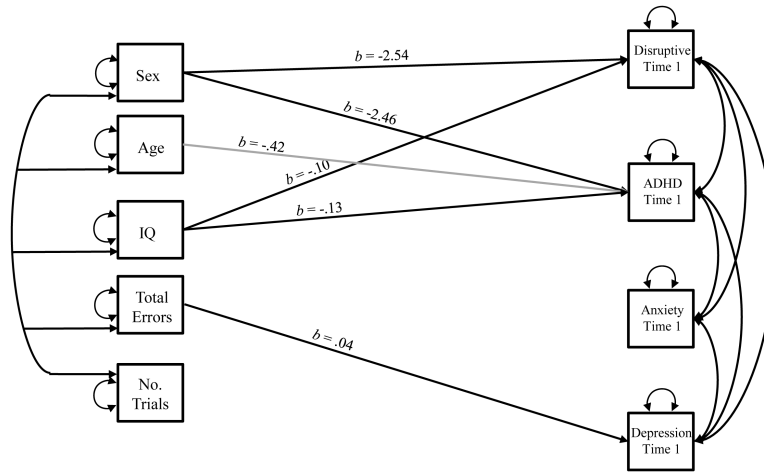 Sex
Age
IQ
Total
Errors
No.
Trials
b = -2.54
b = -2.46
b = -.42
b = -.10
b = -.13
b = .04
Disruptive
Time 1
ADHD
Time 1
Anxiety
Time 1
Depression
Time 1